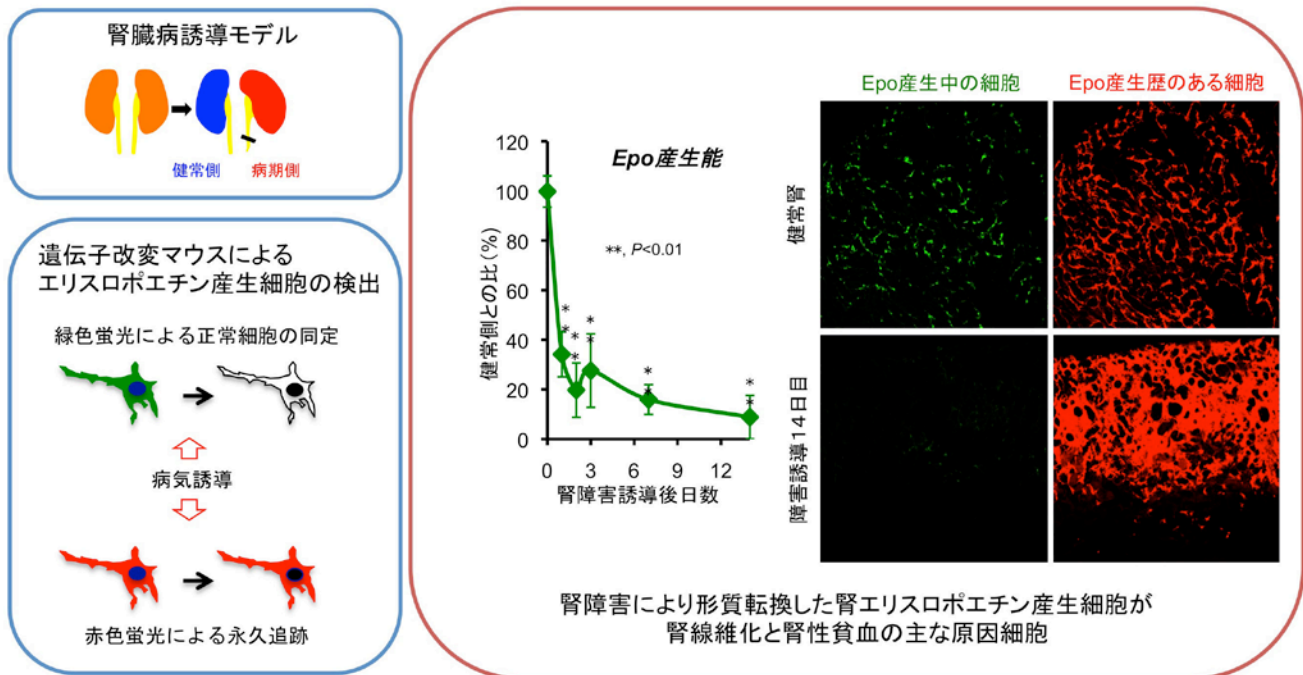 腎臓病誘導モデル
健常側
病期側
遺伝子改変マウスによる
エリスロポエチン産生細胞の検出
緑色蛍光による正常細胞の同定
病気誘導
赤色蛍光による永久追跡
Epo産生能
**, P<0.01
健常側との比(%)
120
100
80
60
40
20
0
* *
* *
* *
* *
* *
0 3 6 9 12
腎障害誘導後日数
Epo産生中の細胞
Epo産生歴のある細胞
健常腎
障害誘導14日目
腎障害により形質転換した腎エリスロポエチン産生細胞が
腎線維化と腎性貧血の主な原因細胞